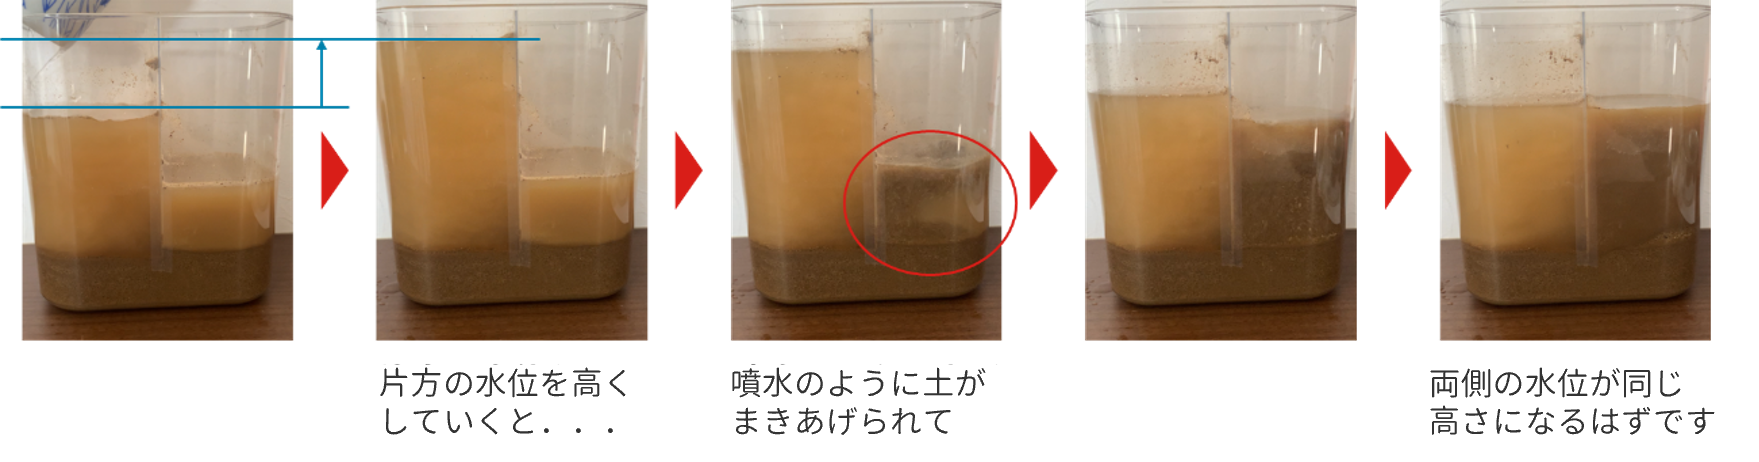 片方の水位を高く
していくと．．．
噴水のように土が
まきあげられて
両側の水位が同じ
高さになるはずです